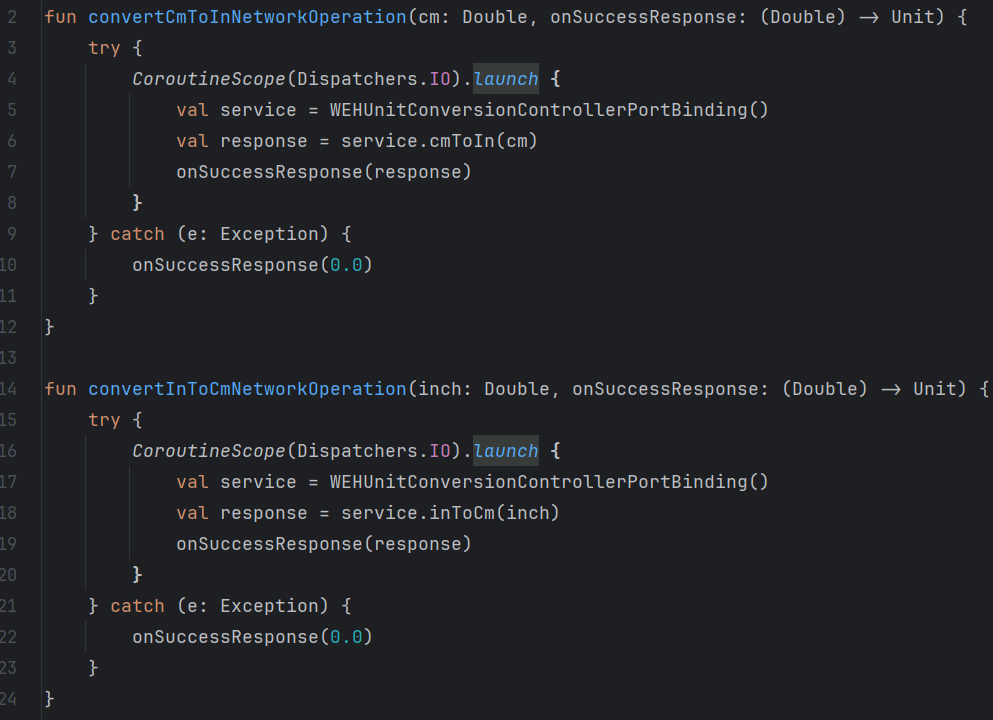 2 fun convertCmToInNetworkOperation(cm: Double, onSuccessResponse: (Double) -> Unit) {
3     try {
4         CoroutineScope(Dispatchers.IO).launch {
5             val service = WEHUnitConversionControllerPortBinding()
6             val response = service.cmToIn(cm)
7             onSuccessResponse(response)
8         }
9     } catch (e: Exception) {
10         onSuccessResponse(0.0)
11     }
12 }
13
14 fun convertInToCmNetworkOperation(inch: Double, onSuccessResponse: (Double) -> Unit) {
15     try {
16         CoroutineScope(Dispatchers.IO).launch {
17             val service = WEHUnitConversionControllerPortBinding()
18             val response = service.inToCm(inch)
19             onSuccessResponse(response)
20         }
21     } catch (e: Exception) {
22         onSuccessResponse(0.0)
23     }
24 }